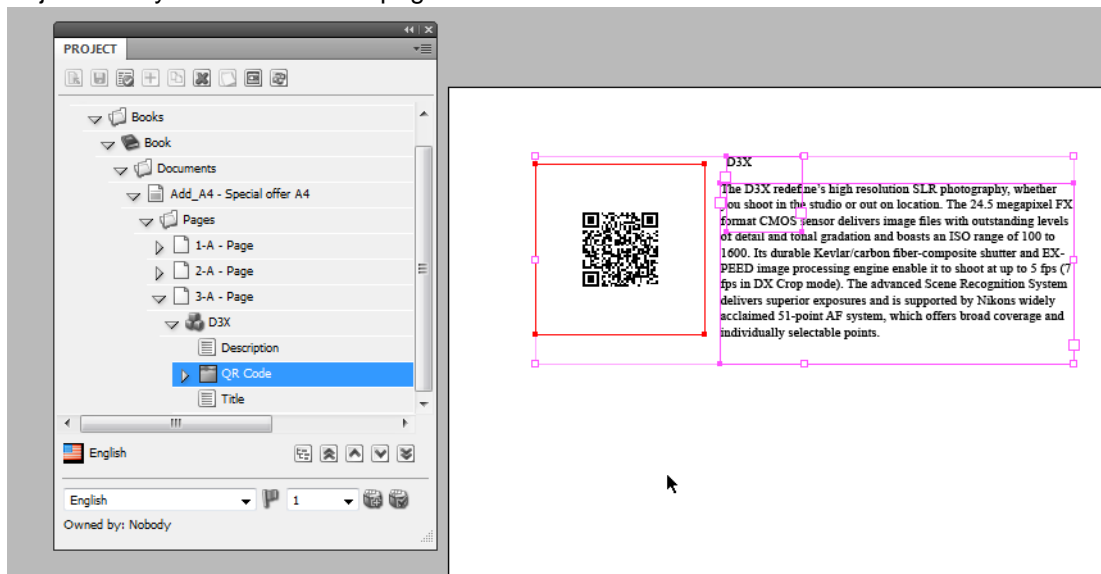 PROJECT
Books
Book
Documents
Add_A4 - Special offer A4
Pages
1-A - Page
2-A - Page
3-A - Page
D3X
Description
QR Code
Title
English
English
1
Owned by: Nobody
D3X
The D3X redefine's high resolution SLR photography, whether
you shoot in the studio or out on location. The 24.5 megapixel FX
format CMOS sensor delivers image files with outstanding levels
of detail and tonal gradation and boasts an ISO range of 100 to
1600. Its durable Kevlar/carbon fiber-composite shutter and EX-
PEED image processing engine enable it to shoot at up to 5 fps (7
fps in DX Crop mode). The advanced Scene Recognition System
delivers superior exposures and is supported by Nikons widely
acclaimed 51-point AF system, which offers broad coverage and
individually selectable points.